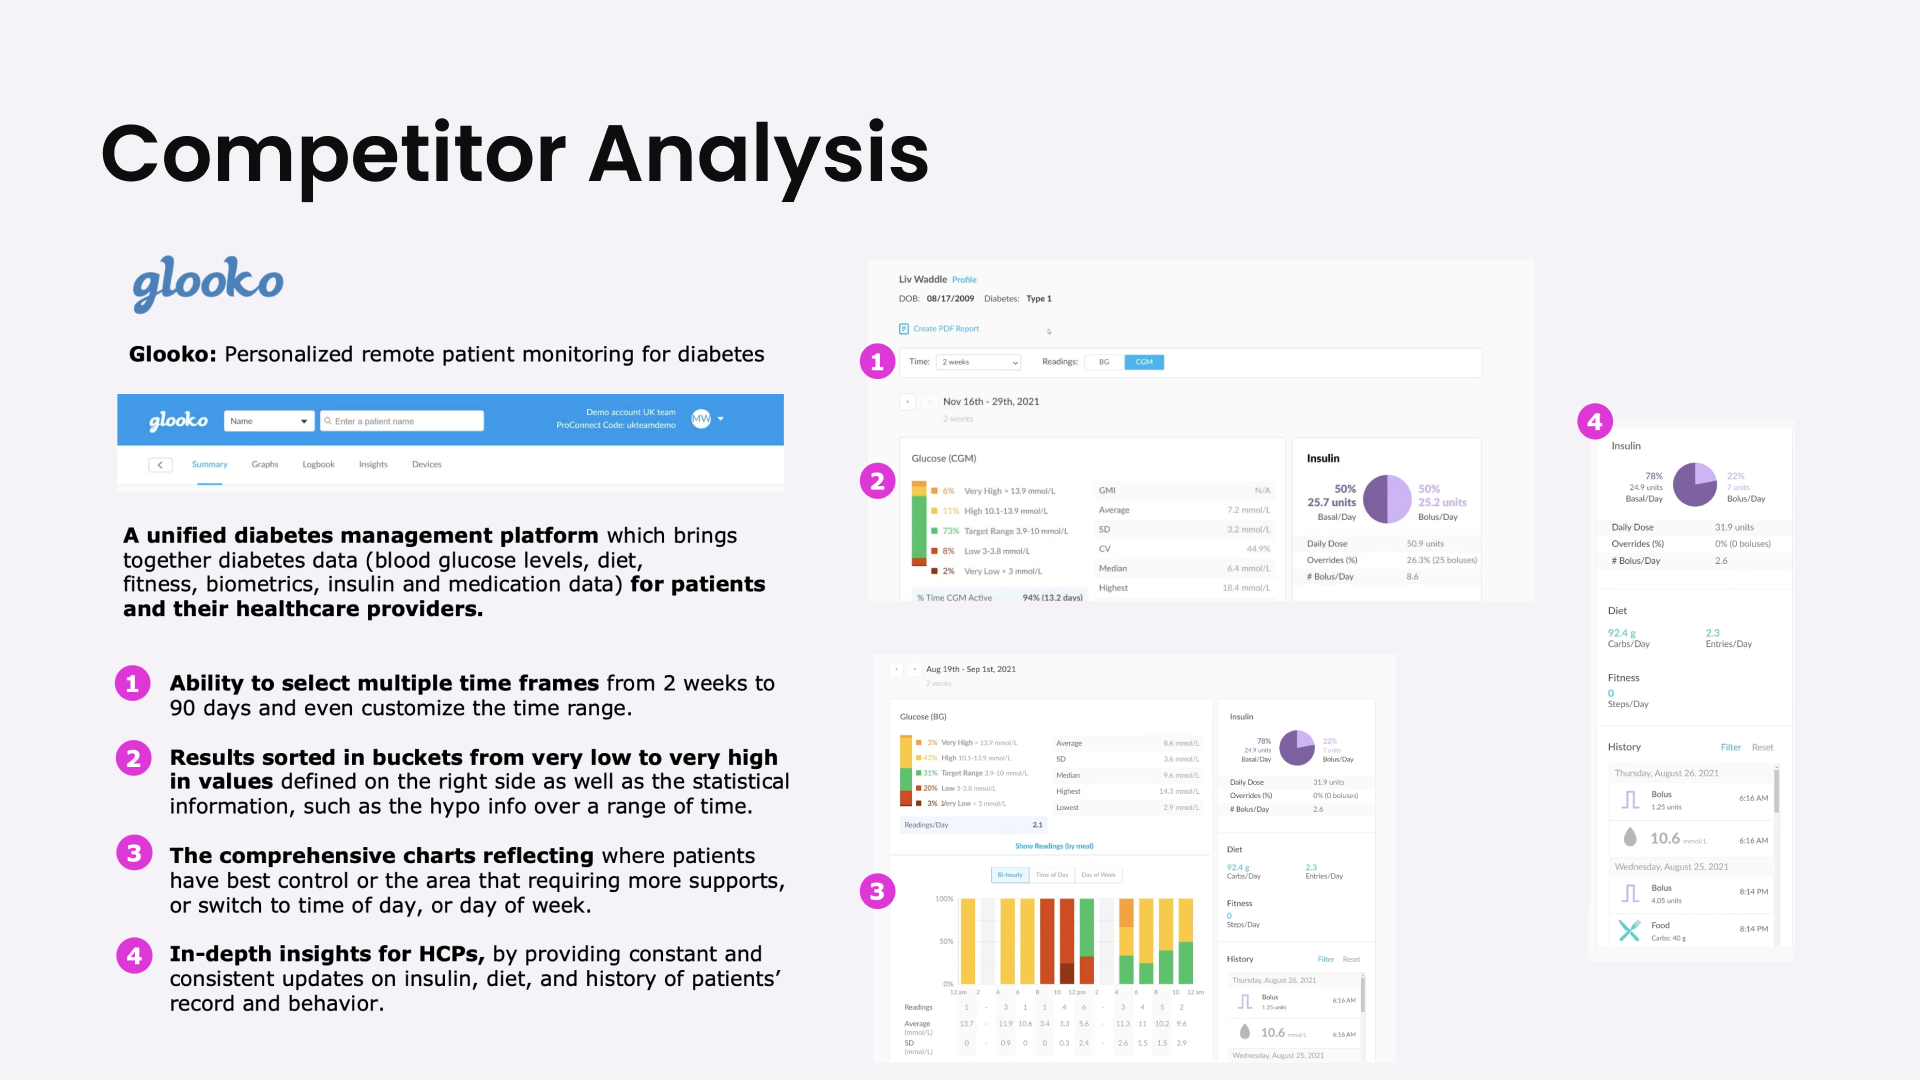 Competitor Analysis
glooko
Glooko: Personalized remote patient monitoring for diabetes
glooko
Name
Enter a patient name
Demo account UK team
ProConnect Code: ukteamdemo
MW
Summary Graphs Logbook Insights Devices
A unified diabetes management platform which brings
together diabetes data (blood glucose levels, diet,
fitness, biometrics, insulin and medication data) for patients
and their healthcare providers.
1 Ability to select multiple time frames from 2 weeks to
90 days and even customize the time range.
2 Results sorted in buckets from very low to very high
in values defined on the right side as well as the statistical
information, such as the hypo info over a range of time.
3 The comprehensive charts reflecting where patients
have best control or the area that requiring more supports,
or switch to time of day, or day of week.
4 In-depth insights for HCPs, by providing constant and
consistent updates on insulin, diet, and history of patients’
record and behavior.
Liv Waddle Profile
DOB: 08/17/2009 Diabetes: Type 1
Create PDF Report
1
Time: 2 weeks Readings: BG CGM
Nov 16th - 29th, 2021
2 weeks
2
Glucose (CGM)
6% Very High > 13.9 mmol/L
11% High 10.1-13.9 mmol/L
73% Target Range 3.9-10 mmol/L
8% Low 3-3.8 mmol/L
2% Very Low < 3 mmol/L
% Time CGM Active 94% (13.2 days)
GMI N/A
Average 7.2 mmol/L
SD 3.2 mmol/L
CV 44.9%
Median 6.4 mmol/L
Highest 18.4 mmol/L
Insulin
50%
25.7 units
Basal/Day
50%
25.2 units
Bolus/Day
Daily Dose 50.9 units
Overrides (%) 26.3% (25 boluses)
# Bolus/Day 8.6
Aug 19th - Sep 1st, 2021
2 weeks
Glucose (BG)
3% Very High > 13.9 mmol/L
43% High 10.1-13.9 mmol/L
31% Target Range 3.9-10 mmol/L
20% Low 3-3.8 mmol/L
3% Very Low < 3 mmol/L
Readings/Day 2.1
Average 8.6 mmol/L
SD 3.6 mmol/L
Median 9.6 mmol/L
Highest 14.3 mmol/L
Lowest 2.9 mmol/L
Show Readings (by meal)
3
Bi-hourly Time of Day Day of Week
100%
50%
0%
12 am 2 4 6 8 10 12 pm 2 4 6 8 10 12 am
Readings 1 - 3 1 1 4 6 - 3 4 5 2
Average 13.7 - 11.9 10.6 3.4 3.3 5.6 - 11.3 11 10.2 9.6
(mmol/L)
SD 0 - 0.9 0 0 0.3 2.4 - 2.6 1.5 1.5 2.9
(mmol/L)
Insulin
78%
24.9 units
Basal/Day
22%
7 units
Bolus/Day
Daily Dose 31.9 units
Overrides (%) 0% (0 boluses)
# Bolus/Day 2.6
Diet
92.4 g 2.3
Carbs/Day Entries/Day
Fitness
0
Steps/Day
History Filter Reset
Thursday, August 26, 2021
Bolus
1.25 units
6:16 AM
10.6 mmol/L 6:16 AM
Wednesday, August 25, 2021
4
Insulin
78%
24.9 units
Basal/Day
22%
7 units
Bolus/Day
Daily Dose 31.9 units
Overrides (%) 0% (0 boluses)
# Bolus/Day 2.6
Diet
92.4 g 2.3
Carbs/Day Entries/Day
Fitness
0
Steps/Day
History Filter Reset
Thursday, August 26, 2021
Bolus
1.25 units
6:16 AM
10.6 mmol/L 6:16 AM
Wednesday, August 25, 2021
Bolus
4.05 units
8:14 PM
Food
Carbs: 40 g
8:14 PM